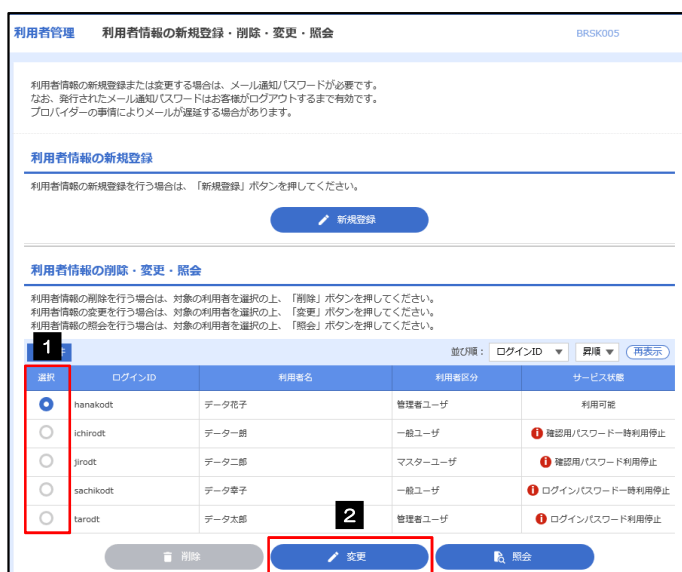 利用者管理 利用者情報の新規登録・削除・変更・照会 BRSK005
利用者情報の新規登録または変更する場合は、メール通知パスワードが必要です。
なお、発行されたメール通知パスワードはお客様がログアウトするまで有効です。
プロバイダーの事情によりメールが遅延する場合があります。
利用者情報の新規登録
利用者情報の新規登録を行う場合は、「新規登録」ボタンを押してください。
新規登録
利用者情報の削除・変更・照会
利用者情報の削除を行う場合は、対象の利用者を選択の上、「削除」ボタンを押してください。
利用者情報の変更を行う場合は、対象の利用者を選択の上、「変更」ボタンを押してください。
利用者情報の照会を行う場合は、対象の利用者を選択の上、「照会」ボタンを押してください。
1
並び順： ログインID 昇順 再表示
選択 ログインID 利用者名 利用者区分 サービス状態
hanakodt データ花子 管理者ユーザ 利用可能
ichirodt データ一朗 一般ユーザ 確認用パスワード一時利用停止
jirodt データ二郎 マスターユーザ 確認用パスワード利用停止
sachikodt データ幸子 一般ユーザ ログインパスワード一時利用停止
tarodt データ太郎 管理者ユーザ ログインパスワード利用停止
2
削除 変更 照会